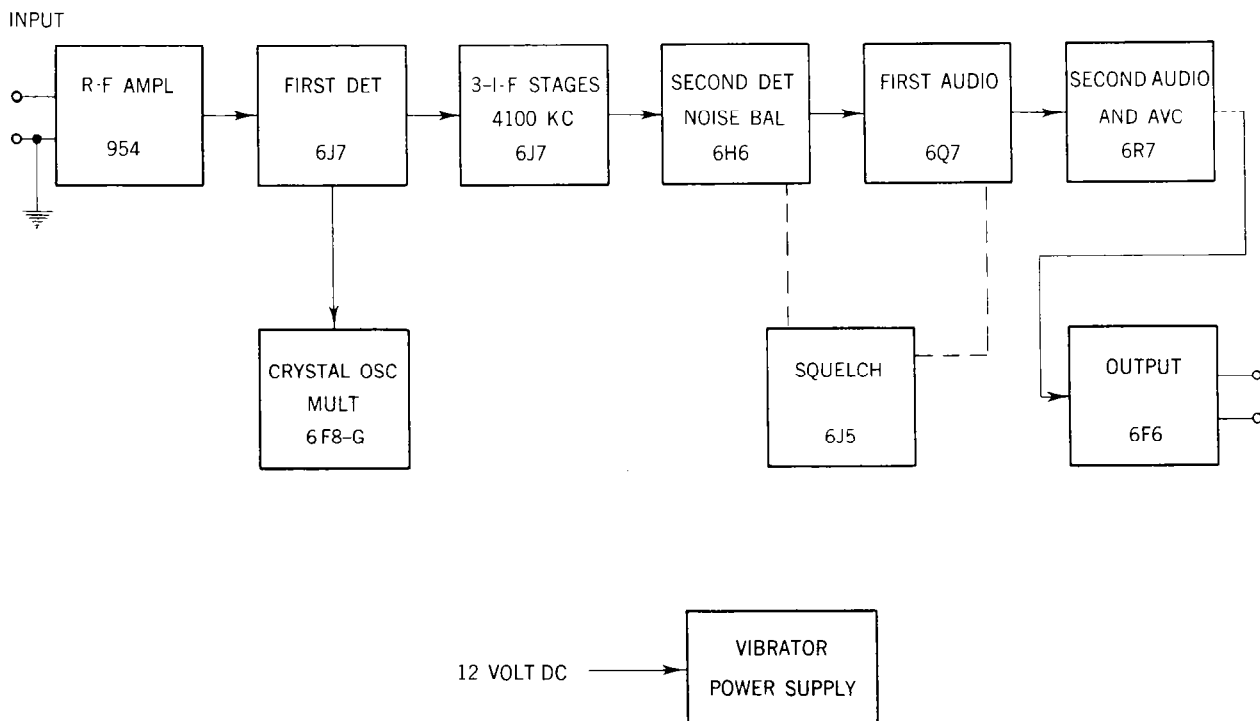 INPUT
R-F AMPL
954
FIRST DET
6J7
3-I-F STAGES
4100 KC
6J7
SECOND DET
NOISE BAL
6H6
FIRST AUDIO
6Q7
SECOND AUDIO
AND AVC
6R7
CRYSTAL OSC
MULT
6F8-G
SQUELCH
6J5
OUTPUT
6F6
12 VOLT DC
VIBRATOR
POWER SUPPLY